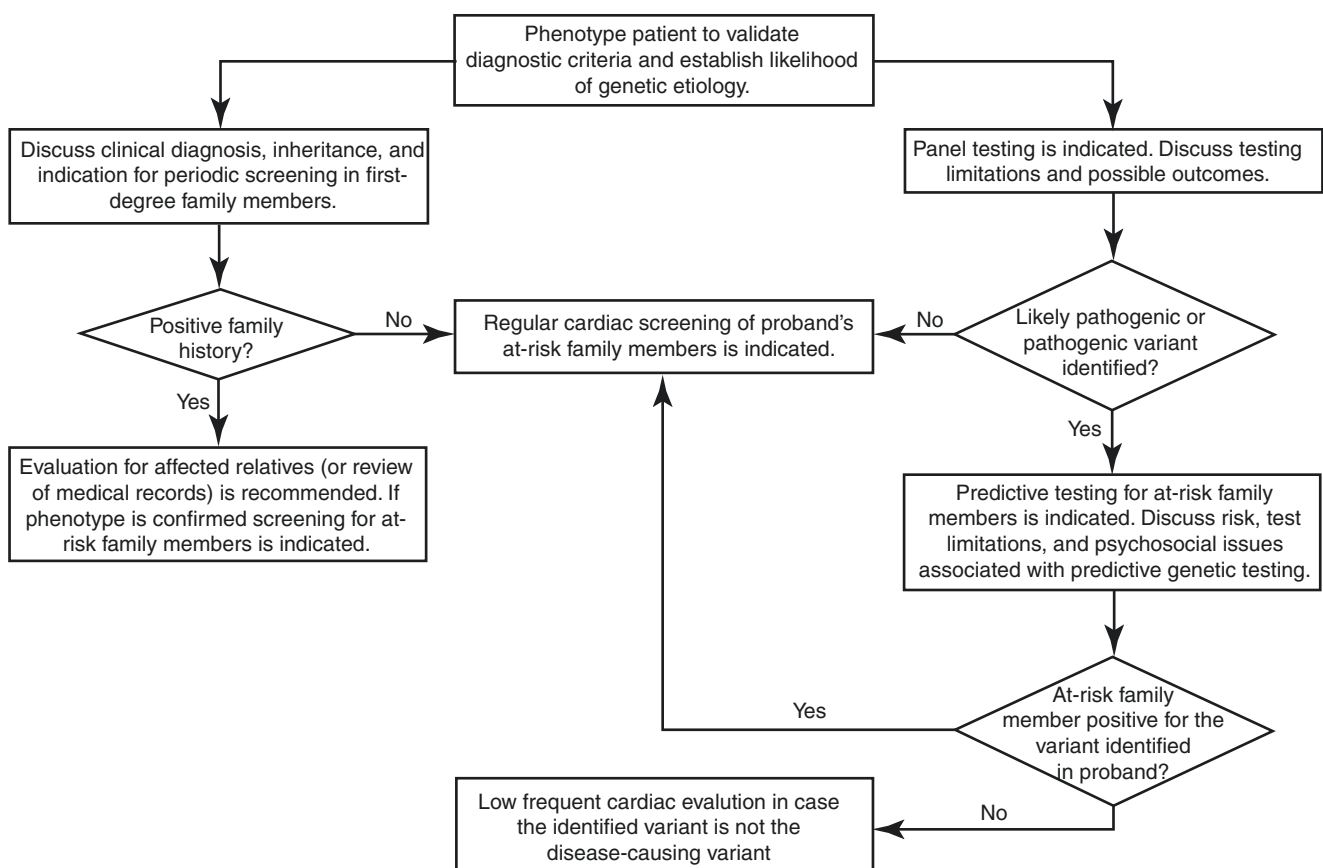 Phenotype patient to validate
diagnostic criteria and establish likelihood
of genetic etiology.
Discuss clinical diagnosis, inheritance, and
indication for periodic screening in first-
degree family members.
Panel testing is indicated. Discuss testing
limitations and possible outcomes.
Positive family
history?
No
Regular cardiac screening of proband's
at-risk family members is indicated.
No
Likely pathogenic or
pathogenic variant
identified?
Yes
Yes
Evaluation for affected relatives (or review
of medical records) is recommended. If
phenotype is confirmed screening for at-
risk family members is indicated.
Predictive testing for at-risk family
members is indicated. Discuss risk, test
limitations, and psychosocial issues
associated with predictive genetic testing.
Yes
At-risk family
member positive for the
variant identified
in proband?
No
Low frequent cardiac evalution in case
the identified variant is not the
disease-causing variant